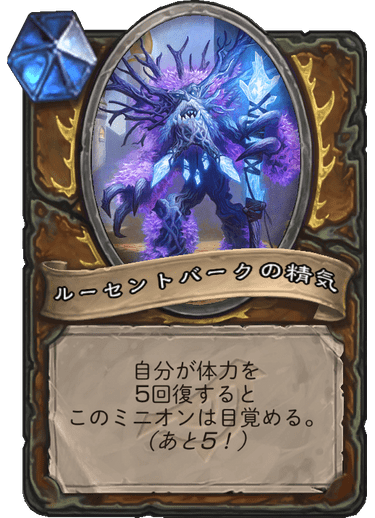 ルーセントバークの精気
自分が体力を
5回復すると
このミニオンは目覚める。
（あと5！）